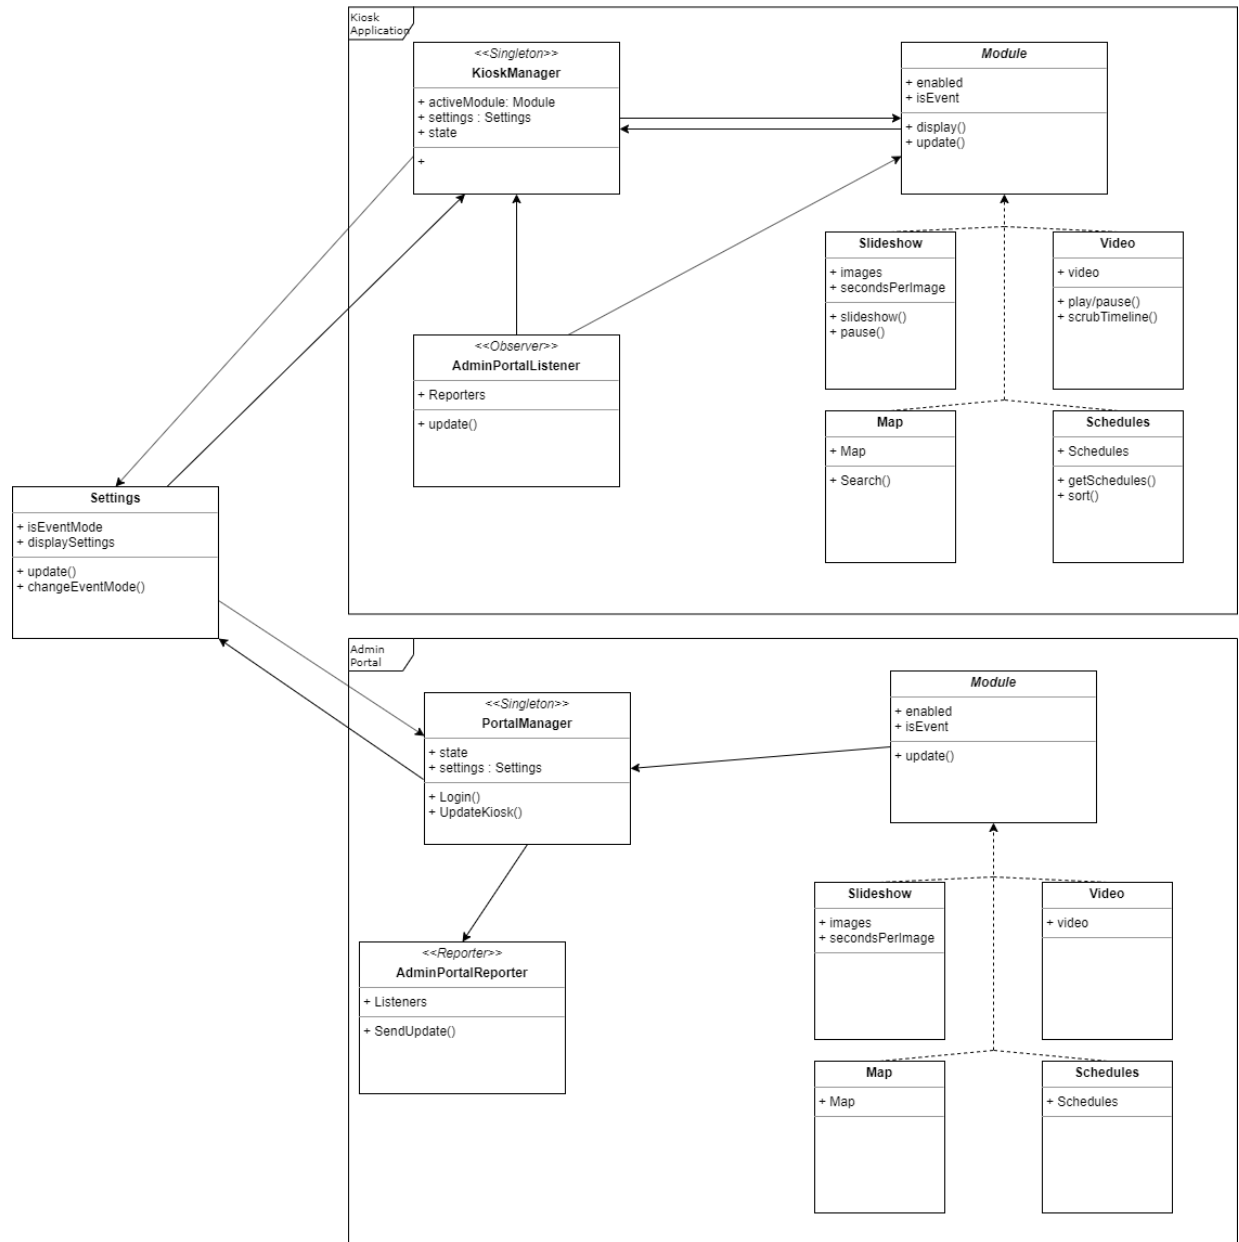 Kiosk
Application
<<Singleton>>
KioskManager
+ activeModule: Module
+ settings : Settings
+ state
+
Module
+ enabled
+ isEvent
+ display()
+ update()
Slideshow
+ images
+ secondsPerImage
+ slideshow()
+ pause()
Video
+ video
+ play/pause()
+ scrubTimeline()
<<Observer>>
AdminPortalListener
+ Reporters
+ update()
Map
+ Map
+ Search()
Schedules
+ Schedules
+ getSchedules()
+ sort()
Settings
+ isEventMode
+ displaySettings
+ update()
+ changeEventMode()
Admin
Portal
<<Singleton>>
PortalManager
+ state
+ settings : Settings
+ Login()
+ UpdateKiosk()
Module
+ enabled
+ isEvent
+ update()
Slideshow
+ images
+ secondsPerImage
Video
+ video
<<Reporter>>
AdminPortalReporter
+ Listeners
+ SendUpdate()
Map
+ Map
Schedules
+ Schedules